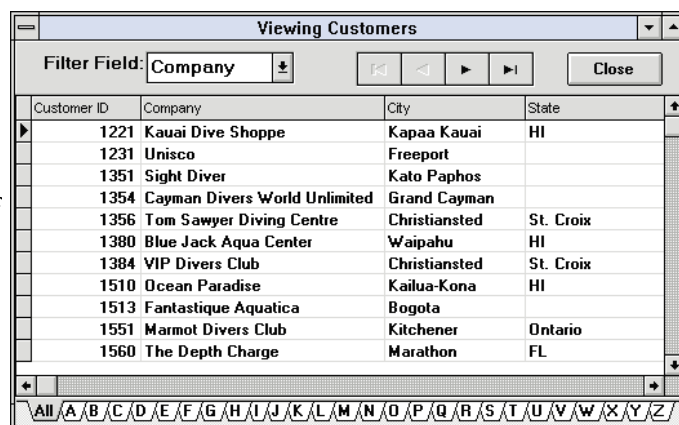 Viewing Customers
Filter Field: Company Close
Customer ID Company City State
1221 Kauai Dive Shoppe Kapaa Kauai HI
1231 Unisco Freeport
1351 Sight Diver Kato Paphos
1354 Cayman Divers World Unlimited Grand Cayman
1356 Tom Sawyer Diving Centre Christiansted St. Croix
1380 Blue Jack Aqua Center Waipahu HI
1384 VIP Divers Club Christiansted St. Croix
1510 Ocean Paradise Kailua-Kona HI
1513 Fantastique Aquatica Bogota
1551 Marmot Divers Club Kitchener Ontario
1560 The Depth Charge Marathon FL
All A B C D E F G H I J K L M N O P Q R S T U V W X Y Z